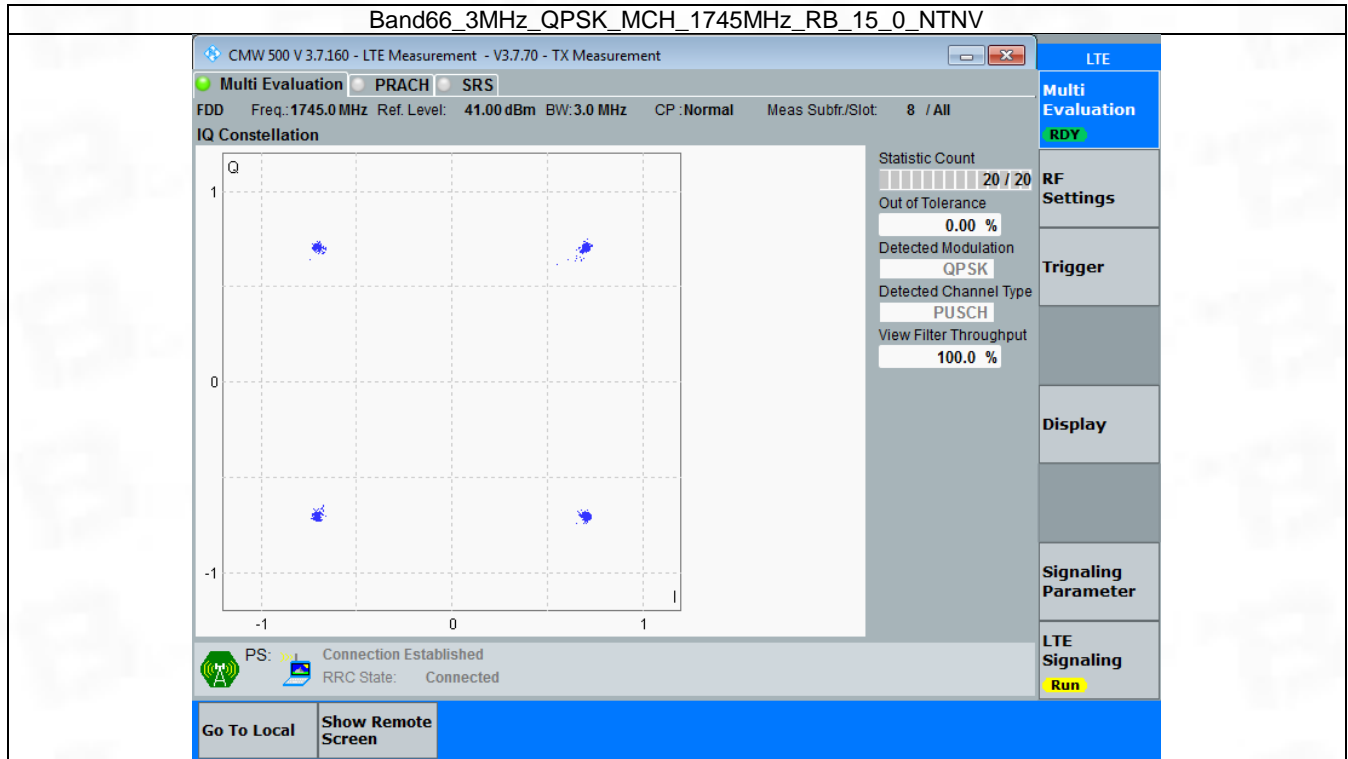 Band66_3MHz_QPSK_MCH_1745MHz_RB_15_0_NTNV
CMW 500 V 3.7.160 - LTE Measurement - V3.7.70 - TX Measurement
LTE
Multi Evaluation PRACH SRS
FDD Freq.:1745.0 MHz Ref. Level: 41.00 dBm BW:3.0 MHz CP :Normal Meas Subfr./Slot: 8 / All
IQ Constellation
Q
1
0
-1
I
-1 0 1
Statistic Count
20 / 20
Out of Tolerance
0.00 %
Detected Modulation
QPSK
Detected Channel Type
PUSCH
View Filter Throughput
100.0 %
Multi
Evaluation
RDY
RF
Settings
Trigger
Display
Signaling
Parameter
LTE
Signaling
Run
PS: Connection Established
RRC State: Connected
Go To Local
Show Remote
Screen